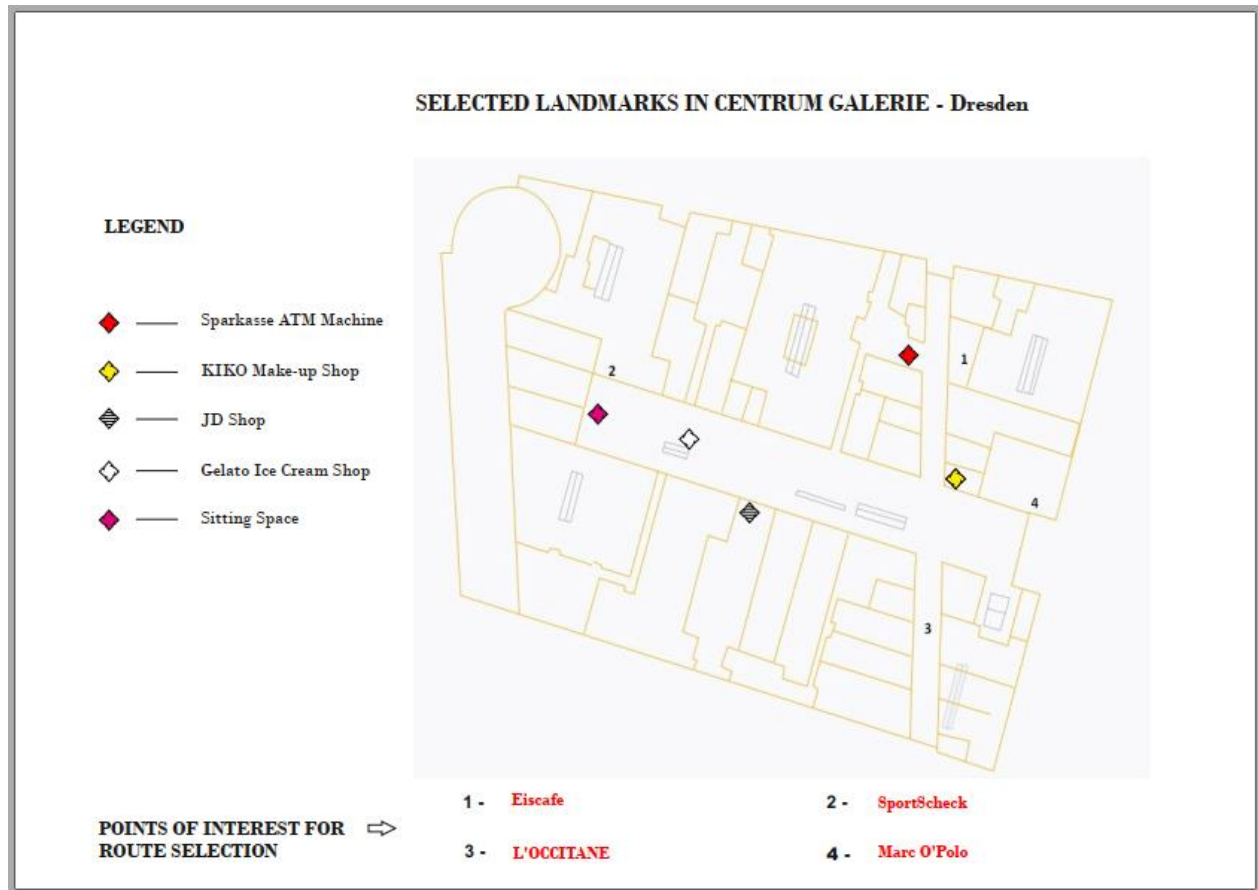 SELECTED LANDMARKS IN CENTRUM GALERIE - Dresden
LEGEND
Sparkasse ATM Machine
KIKO Make-up Shop
JD Shop
Gelato Ice Cream Shop
Sitting Space
1
2
4
3
1 - Eiscafe
2 - SportScheck
POINTS OF INTEREST FOR
ROUTE SELECTION
3 - L'OCCITANE
4 - Marc O'Polo